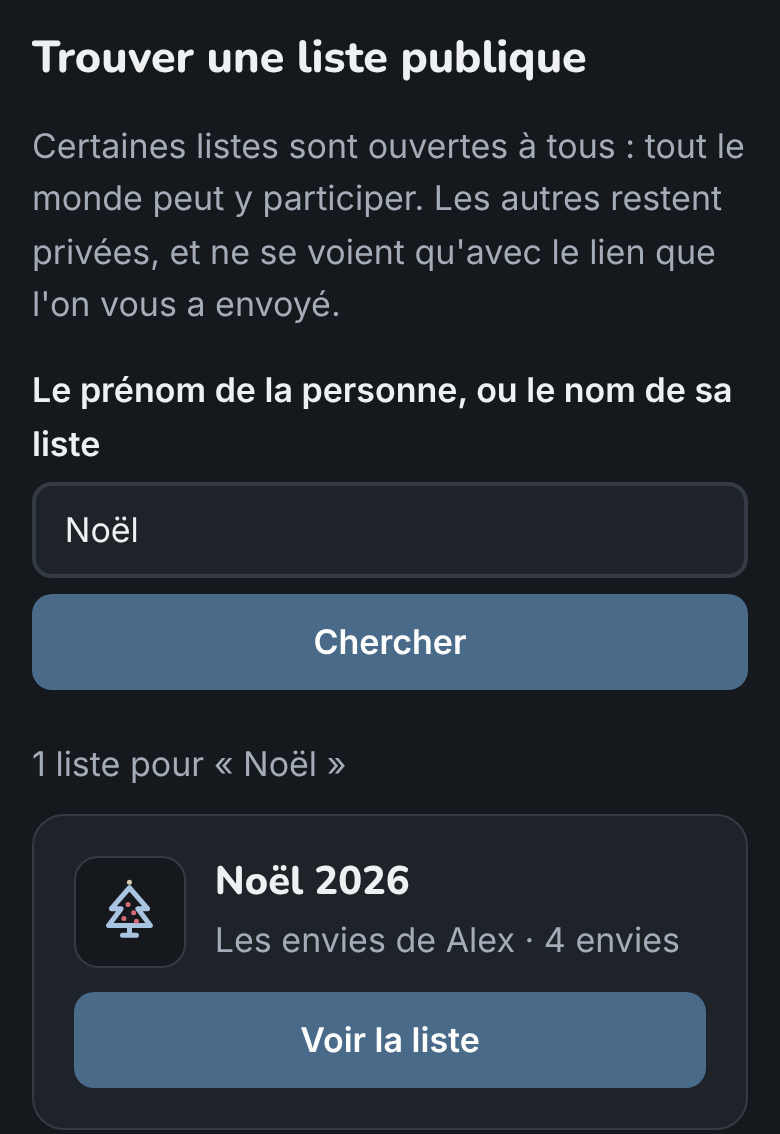 Trouver une liste publique
Certaines listes sont ouvertes à tous : tout le
monde peut y participer. Les autres restent
privées, et ne se voient qu'avec le lien que
l'on vous a envoyé.
Le prénom de la personne, ou le nom de sa
liste
Noël
Chercher
1 liste pour « Noël »
Noël 2026
Les envies de Alex · 4 envies
Voir la liste